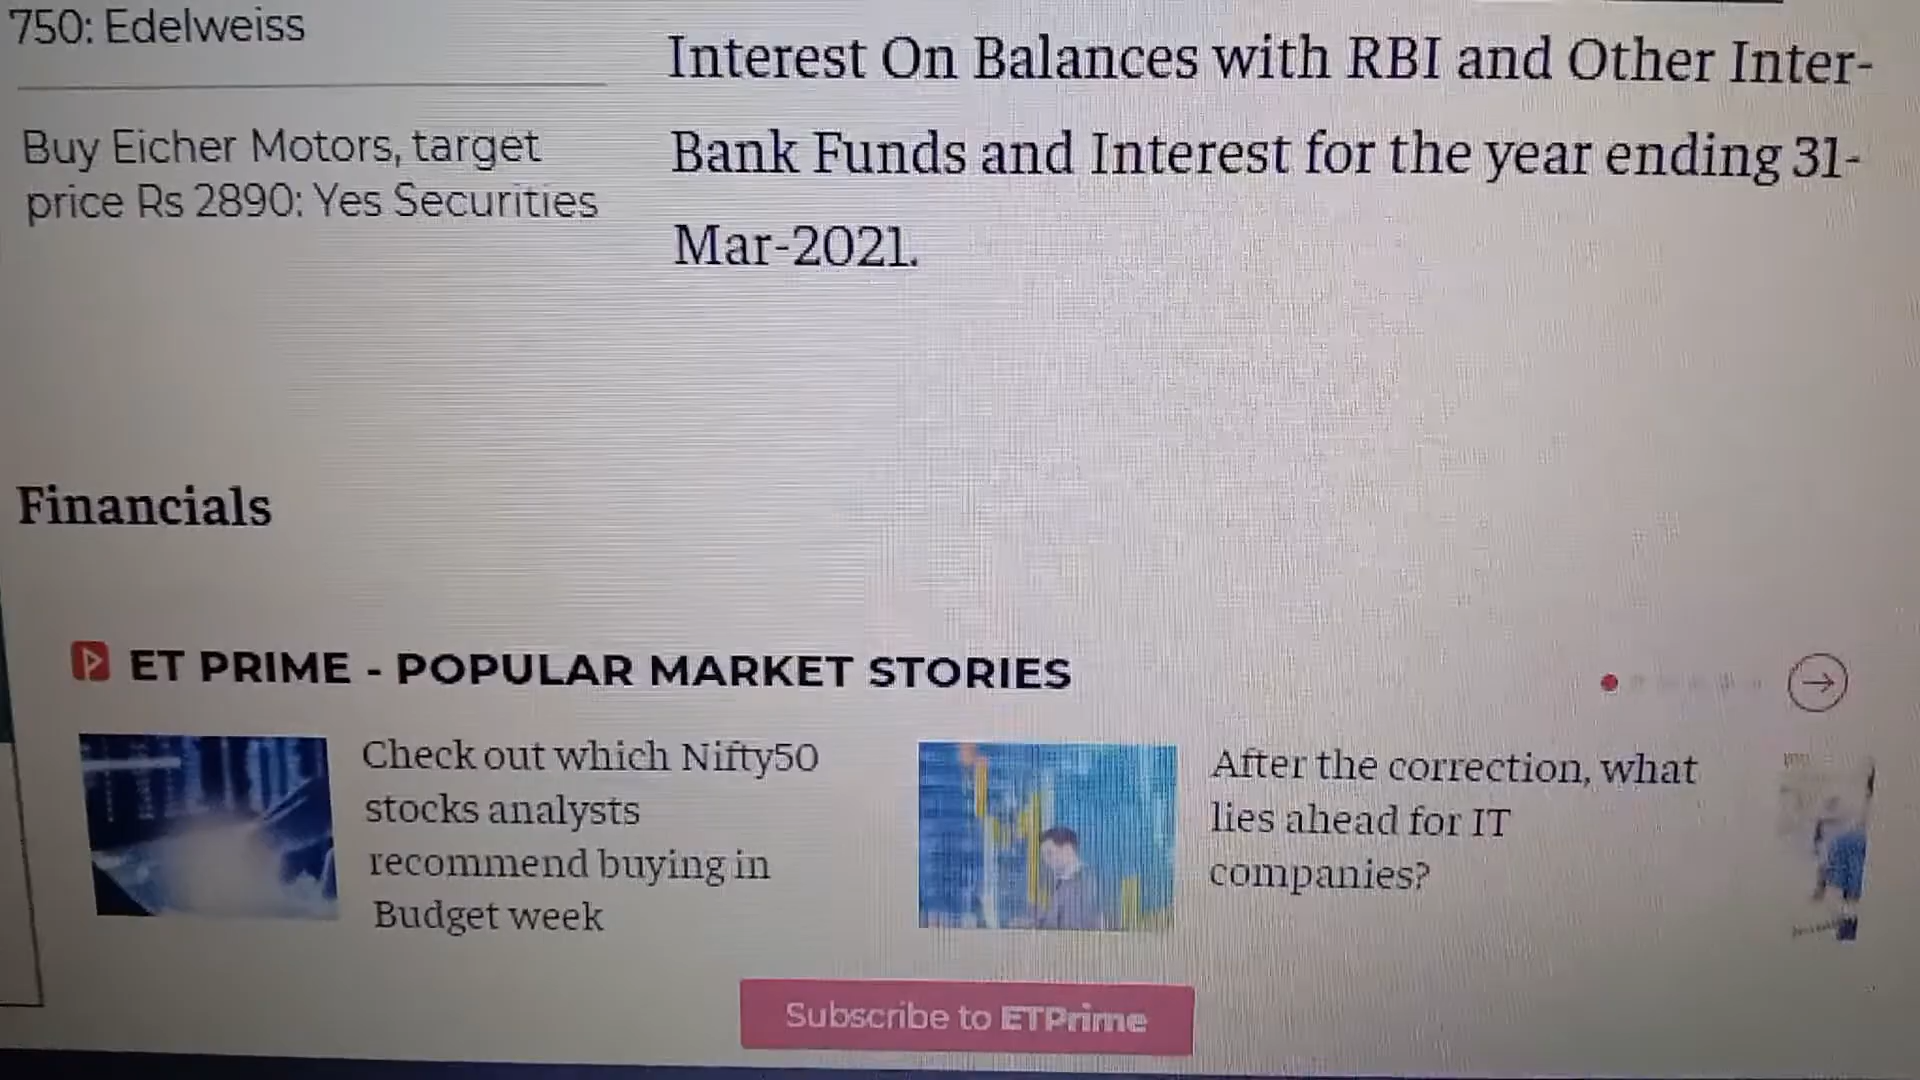 750: Edelweiss
Buy Eicher Motors, target
price Rs 2890: Yes Securities
Interest On Balances with RBI and Other Inter-
Bank Funds and Interest for the year ending 31-
Mar-2021.
Financials
ET PRIME - POPULAR MARKET STORIES
Check out which Nifty50
stocks analysts
recommend buying in
Budget week
After the correction, what
lies ahead for IT
companies?
Subscribe to ETPrime